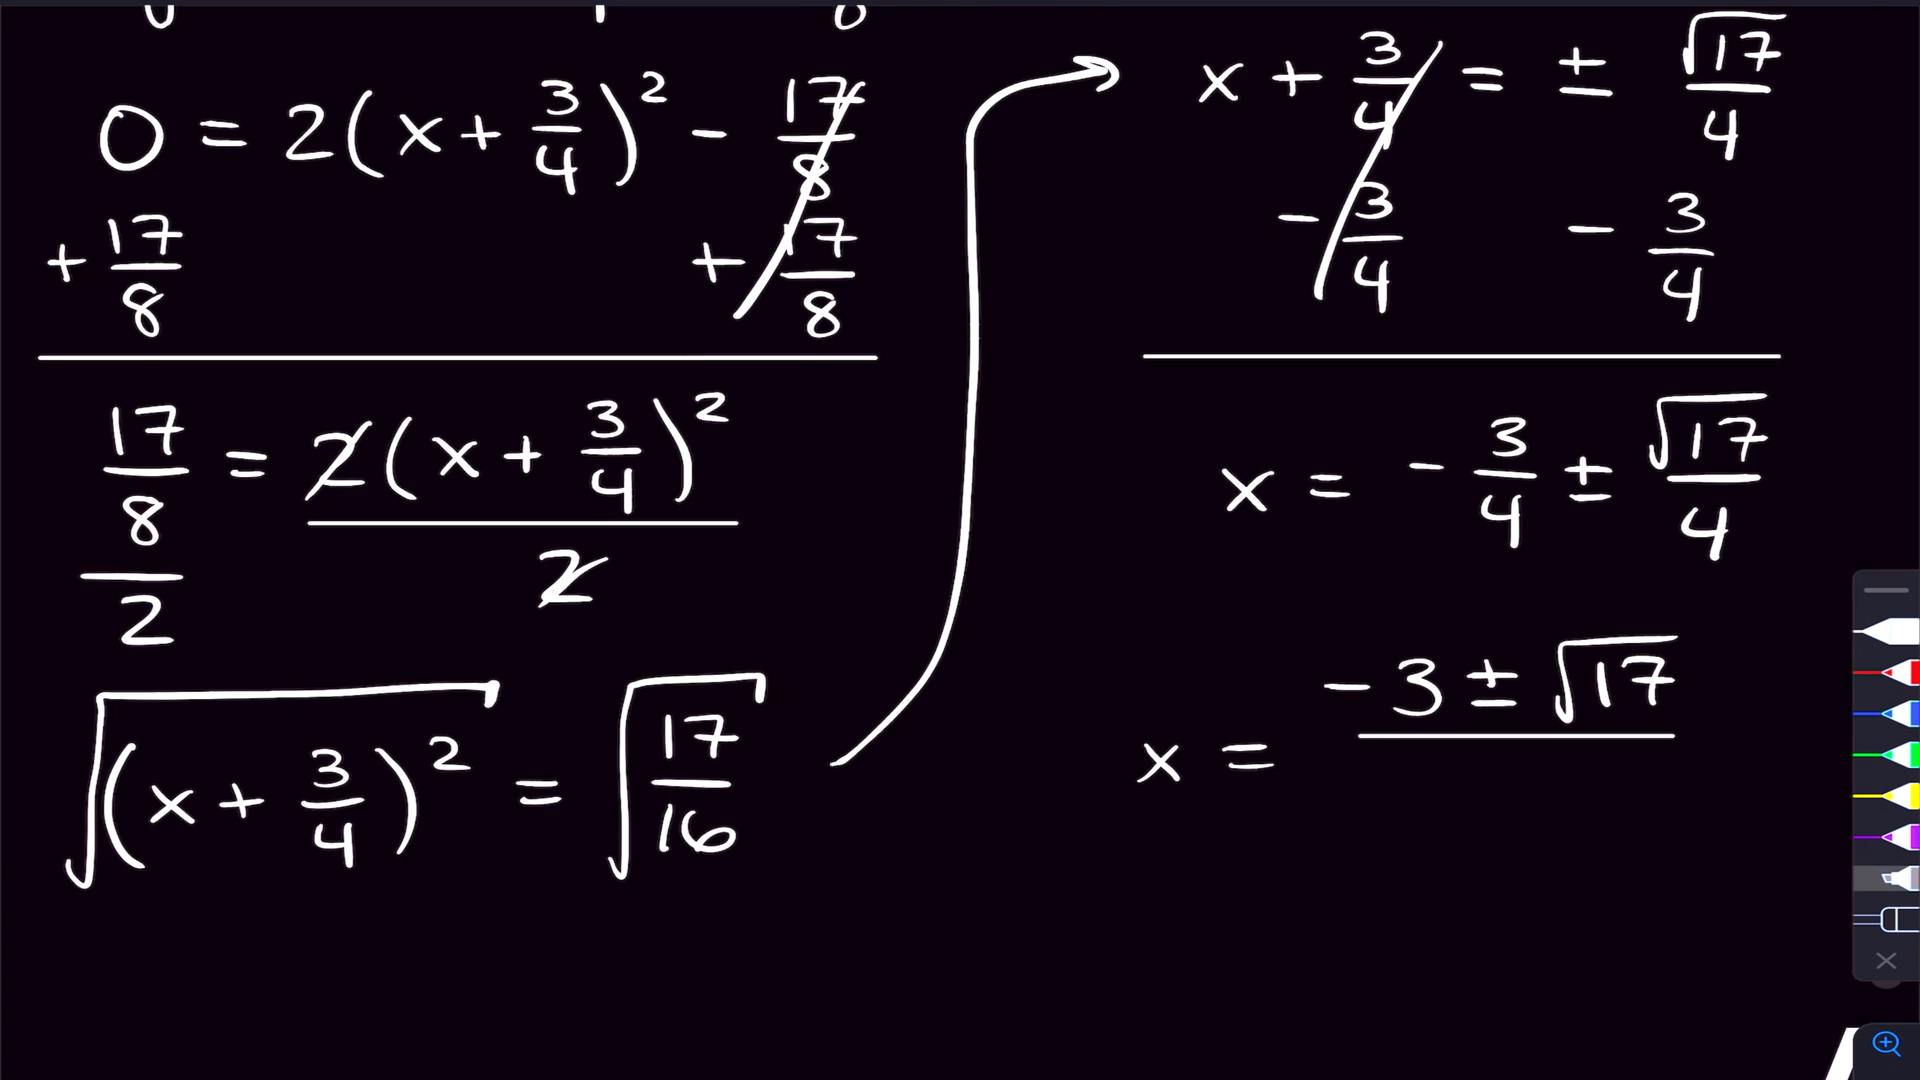 0 = 2(x + 3/4)² - 17/8
+ 17/8 + 17/8
17/8 = 2(x + 3/4)²
2 2
√(x + 3/4)² = √17/16
x + 3/4 = ± √17/4
- 3/4 - 3/4
x = - 3/4 ± √17/4
x = -3 ± √17